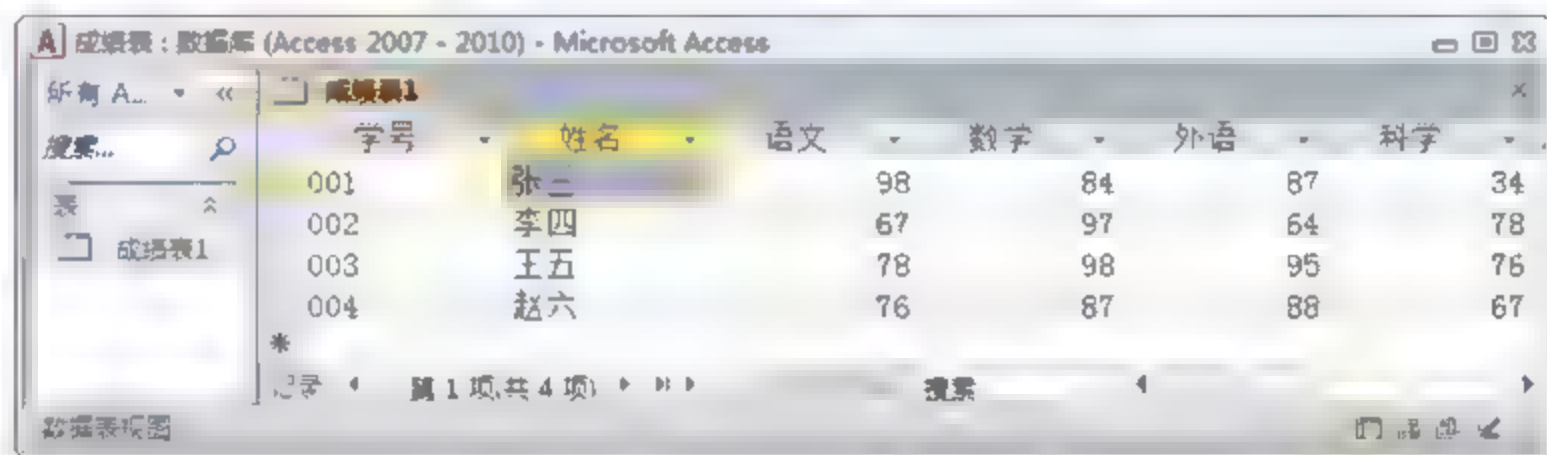 A 成绩表 : 数据库 (Access 2007 - 2010) - Microsoft Access
所有 A... «
成绩表1
搜索...
学号 姓名 语文 数学 外语 科学
表
成绩表1
001 张三 98 84 87 34
002 李四 67 97 64 78
003 王五 78 98 95 76
004 赵六 76 87 88 67
*
记录 第 1 项(共 4 项) 搜索
数据表视图